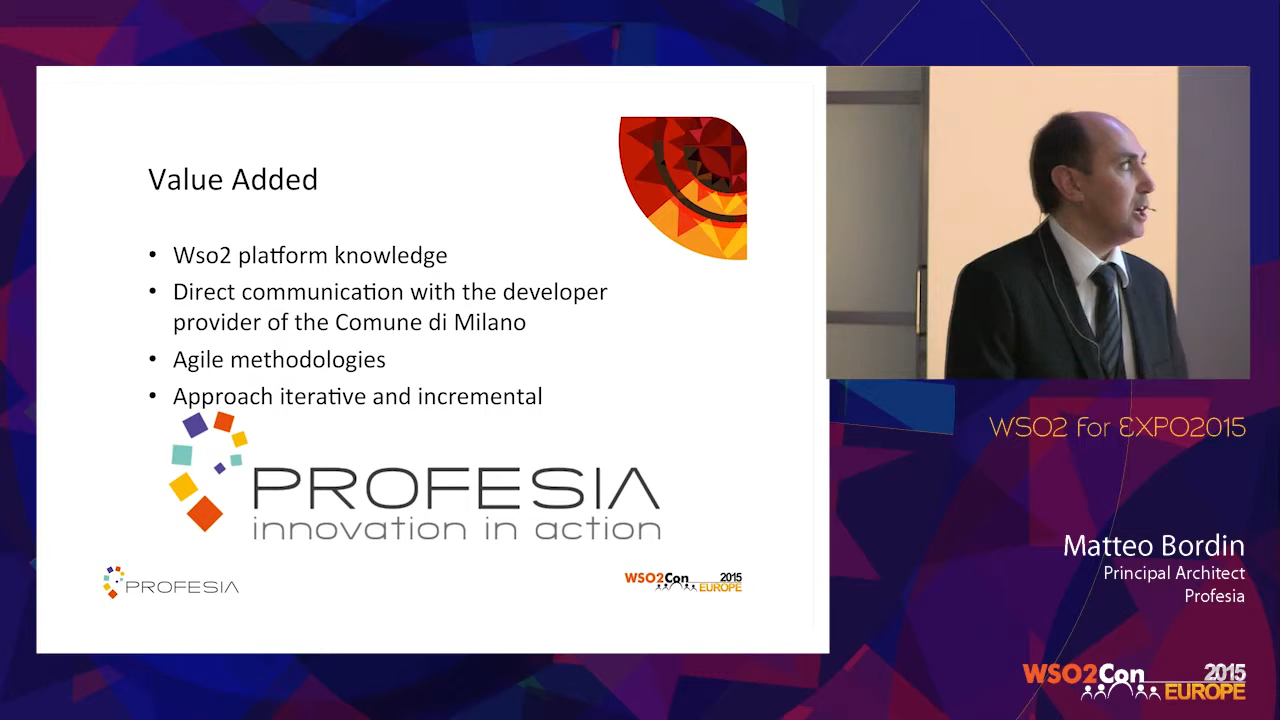 Value Added
• Wso2 platform knowledge
• Direct communication with the developer
provider of the Comune di Milano
• Agile methodologies
• Approach iterative and incremental
PROFESIA
innovation in action
PROFESIA
WSO2Con 2015
EUROPE
WSO2 for EXPO2015
Matteo Bordin
Principal Architect
Profesia
WSO2Con 2015
EUROPE